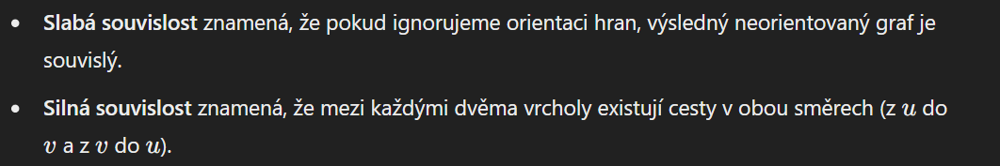 • Slabá souvislost znamená, že pokud ignorujeme orientaci hran, výsledný neorientovaný graf je
souvislý.
• Silná souvislost znamená, že mezi každými dvěma vrcholy existují cesty v obou směrech (z u do
v a z v do u).